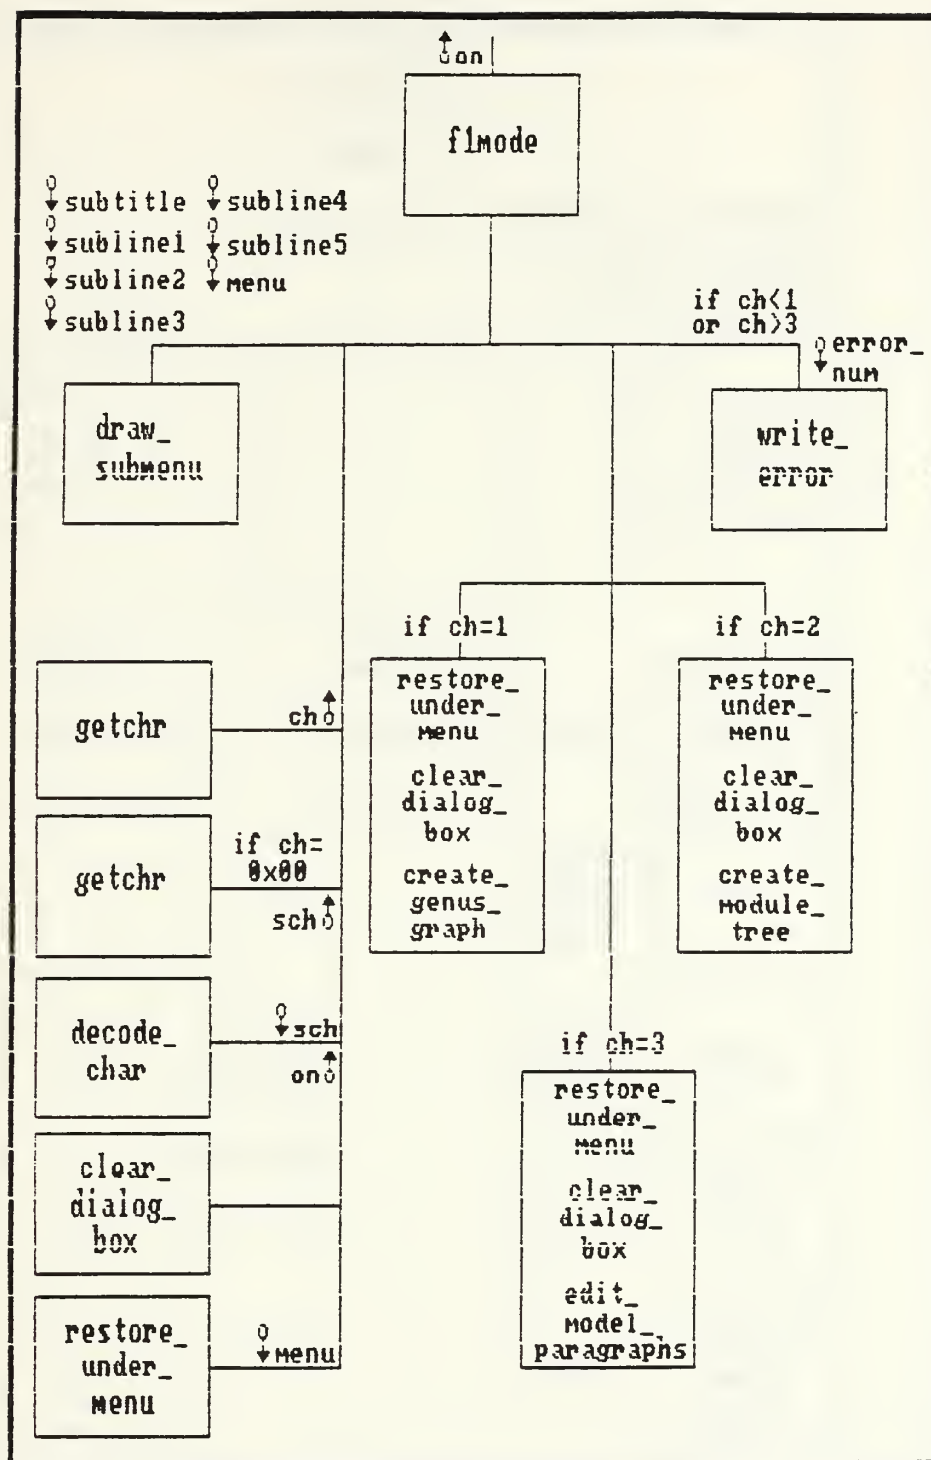 on
f1mode
subtitle
subline4
subline1
subline5
subline2
menu
subline3
if ch<1
or ch>3
error_
num
draw_
submenu
write_
error
if ch=1
if ch=2
getchr
ch
restore_
under_
menu
clear_
dialog_
box
create_
genus_
graph
restore_
under_
menu
clear_
dialog_
box
create_
module_
tree
getchr
if ch=
0x00
sch
decode_
char
sch
on
if ch=3
restore_
under_
menu
clear_
dialog_
box
edit_
model_
paragraphs
clear_
dialog_
box
restore_
under_
menu
menu